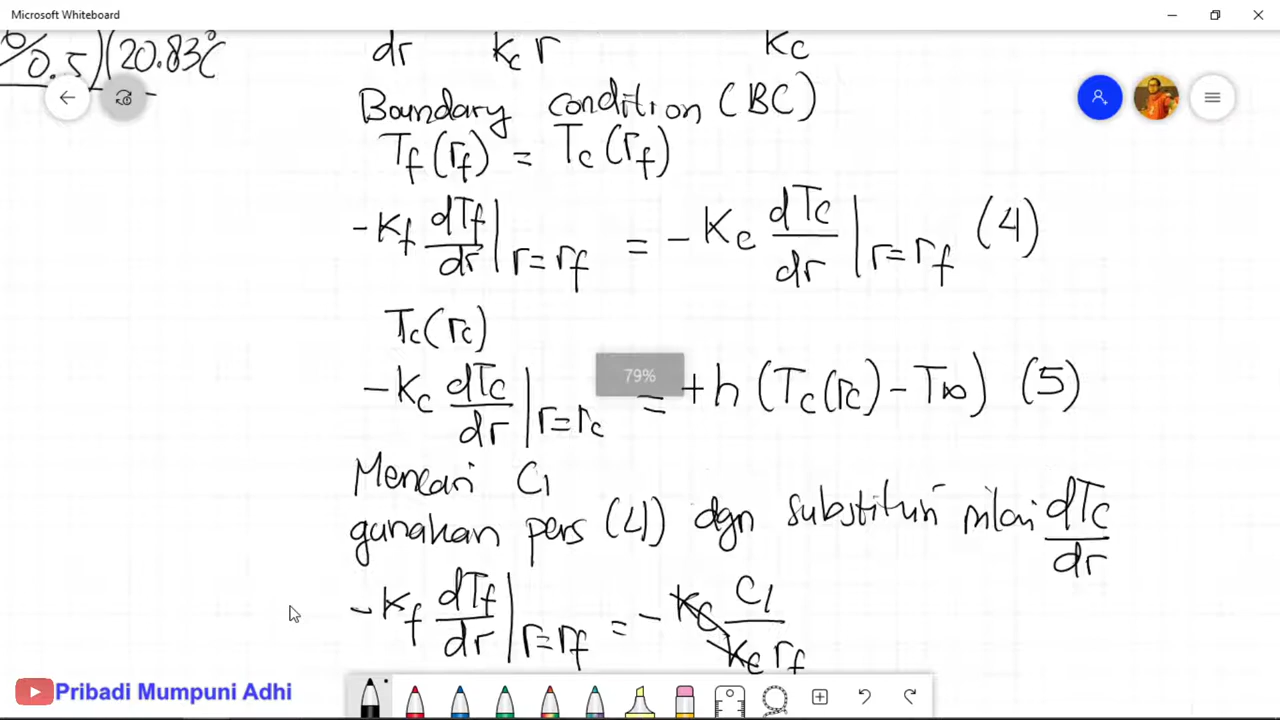 Microsoft Whiteboard
/0.5)(20.83°C
dr kc r kc
Boundary condition (BC)
Tf(rf) = Tc(rf)
-Kf dTf/dr | r=rf = -Kc dTc/dr | r=rf (4)
Tc(rc)
79%
-Kc dTc/dr | r=rc = +h (Tc(rc) - T∞) (5)
Mencari C1
gunakan pers (4) dgn substitusi nilai dTc/dr
-Kf dTf/dr | r=rf = -Kc C1/Kc rf
Pribadi Mumpuni Adhi